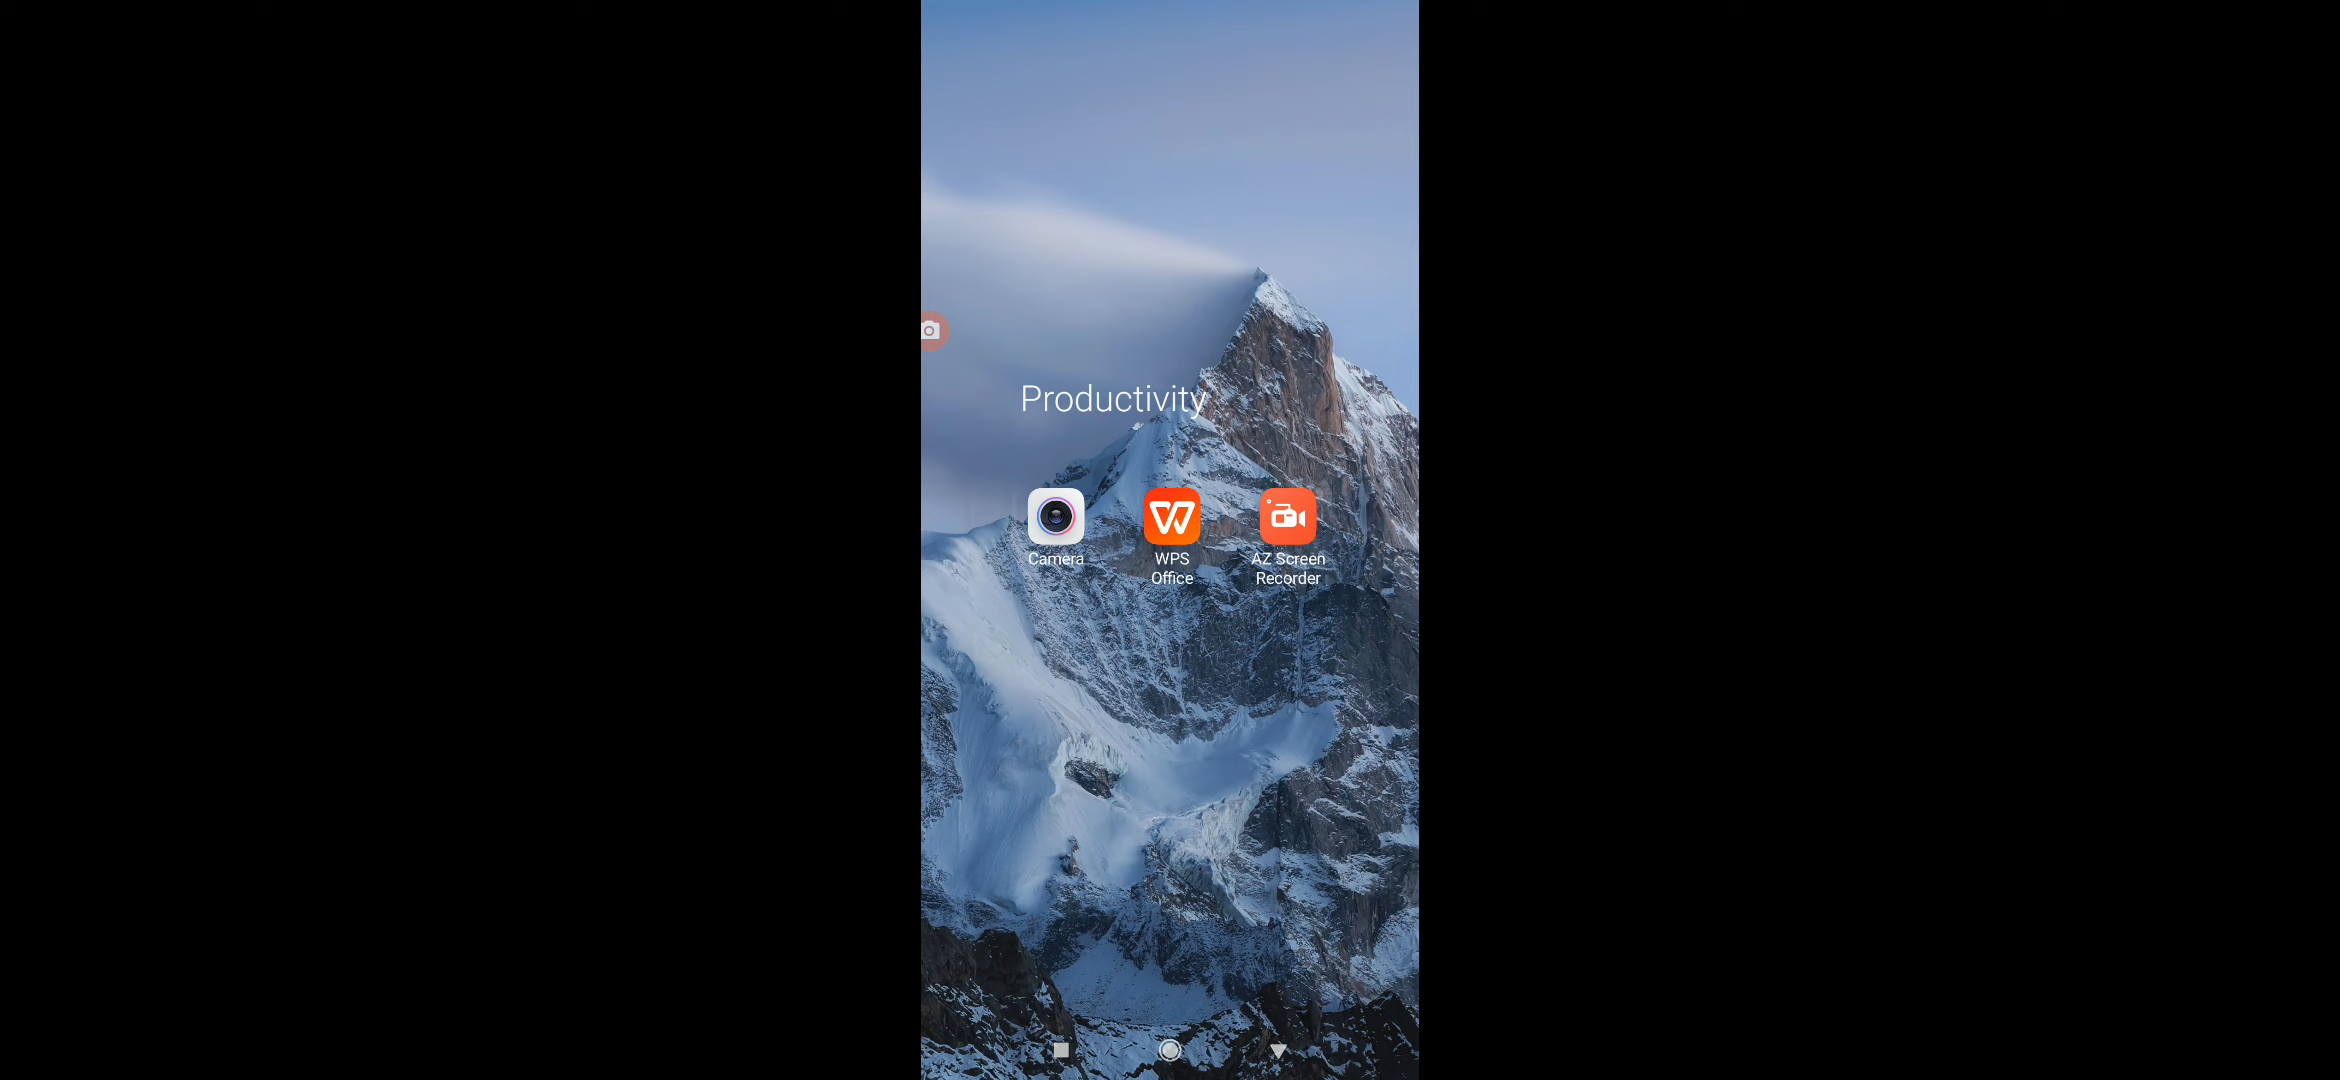 Productivity
Camera
WPS
Office
AZ Screen
Recorder